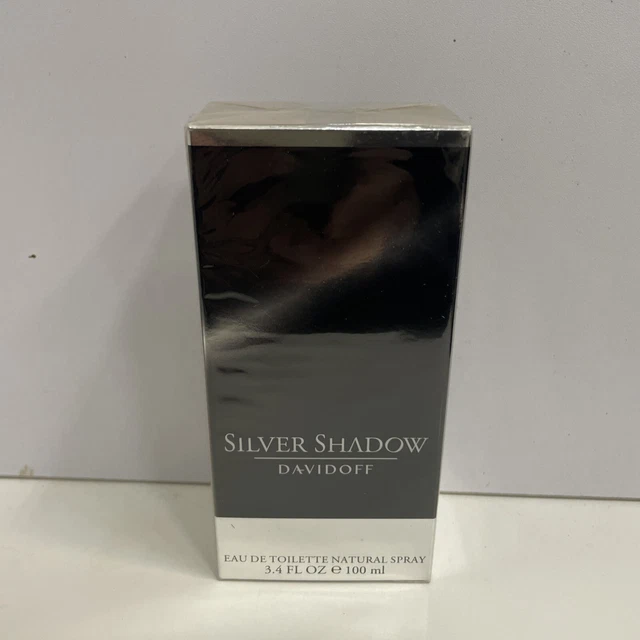 SILVER SHADOW
DAVIDOFF
EAU DE TOILETTE NATURAL SPRAY
3.4 FL OZ ℮ 100 ml